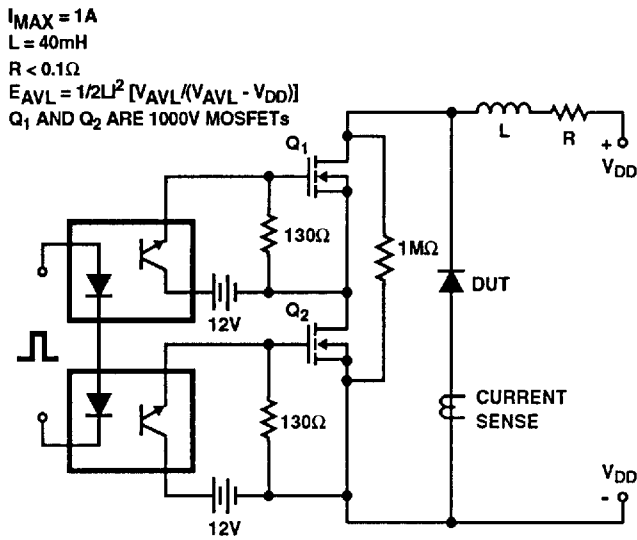 IMAX = 1A
L = 40mH
R < 0.1Ω
EAVL = 1/2LI² [VAVL/(VAVL - VDD)]
Q1 AND Q2 ARE 1000V MOSFETs
Q1
L
R
+
VDD
130Ω
1MΩ
12V
DUT
Q2
130Ω
CURRENT
SENSE
12V
VDD
-